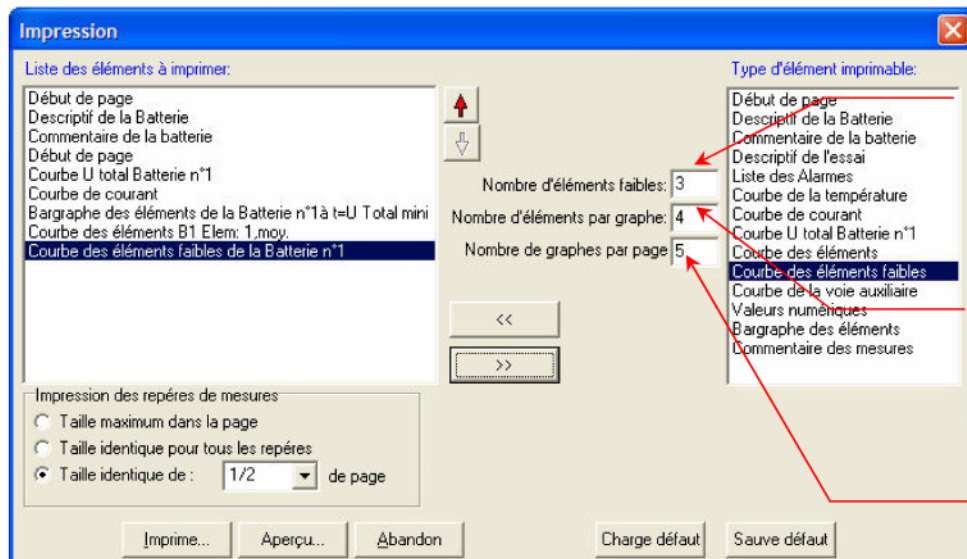 Impression
Liste des éléments à imprimer:
Début de page
Descriptif de la Batterie
Commentaire de la batterie
Début de page
Courbe U total Batterie n°1
Courbe de courant
Bargraphe des éléments de la Batterie n°1à t=U Total mini
Courbe des éléments B1 Elem: 1,moy.
Courbe des éléments faibles de la Batterie n°1
Nombre d'éléments faibles: 3
Nombre d'éléments par graphe: 4
Nombre de graphes par page 5
<<
>>
Type d'élément imprimable:
Début de page
Descriptif de la Batterie
Commentaire de la batterie
Descriptif de l'essai
Liste des Alarmes
Courbe de la température
Courbe de courant
Courbe U total Batterie n°1
Courbe des éléments
Courbe des éléments faibles
Courbe de la voie auxiliaire
Valeurs numériques
Bargraphe des éléments
Commentaire des mesures
Impression des repéres de mesures
Taille maximum dans la page
Taille identique pour tous les repéres
Taille identique de : 1/2 de page
Imprime...
Aperçu...
Abandon
Charge défaut
Sauve défaut